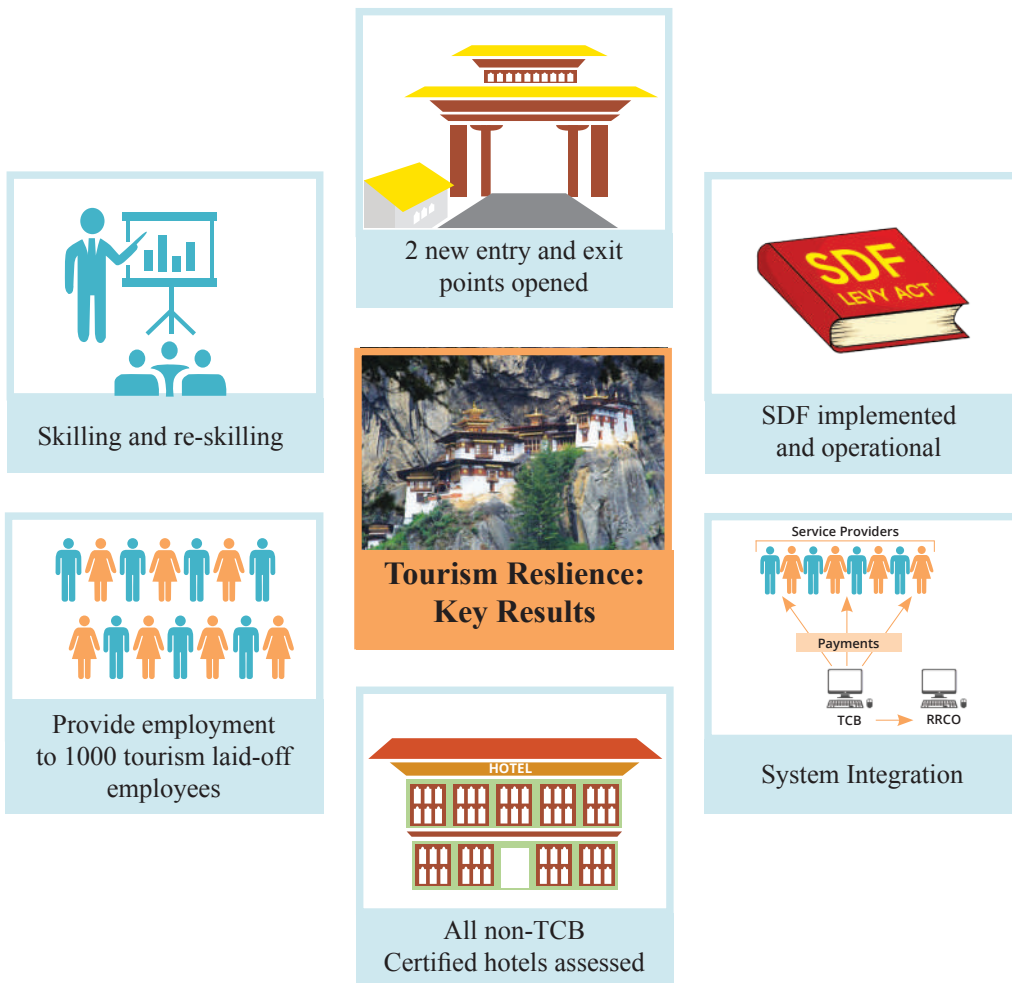 2 new entry and exit
points opened
Skilling and re-skilling
SDF
LEVY ACT
SDF implemented
and operational
Tourism Reslience:
Key Results
Provide employment
to 1000 tourism laid-off
employees
Service Providers
Payments
TCB
RRCO
System Integration
HOTEL
All non-TCB
Certified hotels assessed